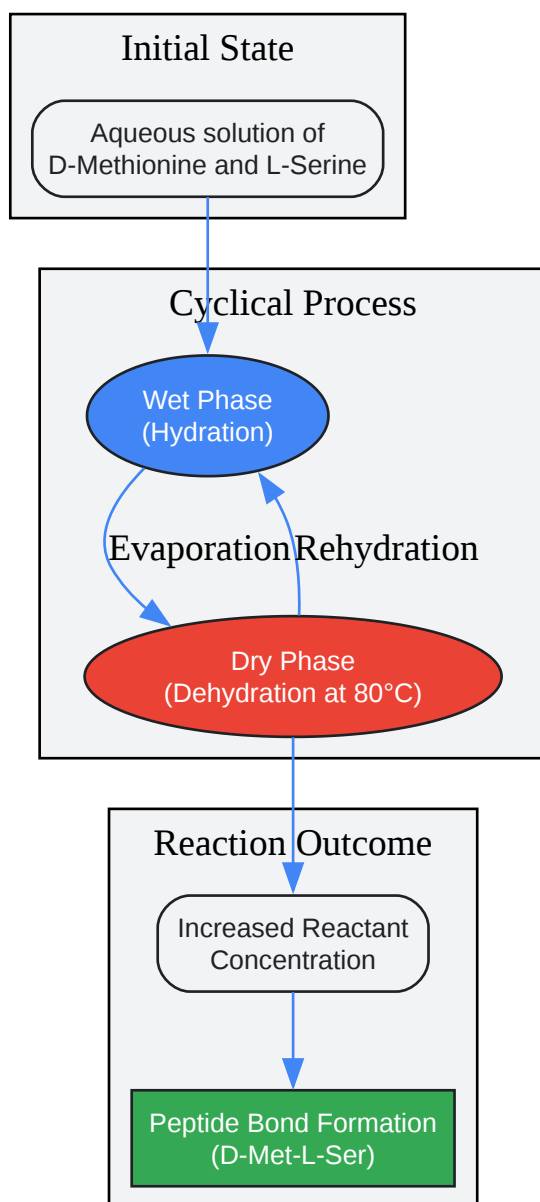 Initial State
Aqueous solution of
D-Methionine and L-Serine
Cyclical Process
Wet Phase
(Hydration)
Evaporation
Rehydration
Dry Phase
(Dehydration at 80°C)
Reaction Outcome
Increased Reactant
Concentration
Peptide Bond Formation
(D-Met-L-Ser)